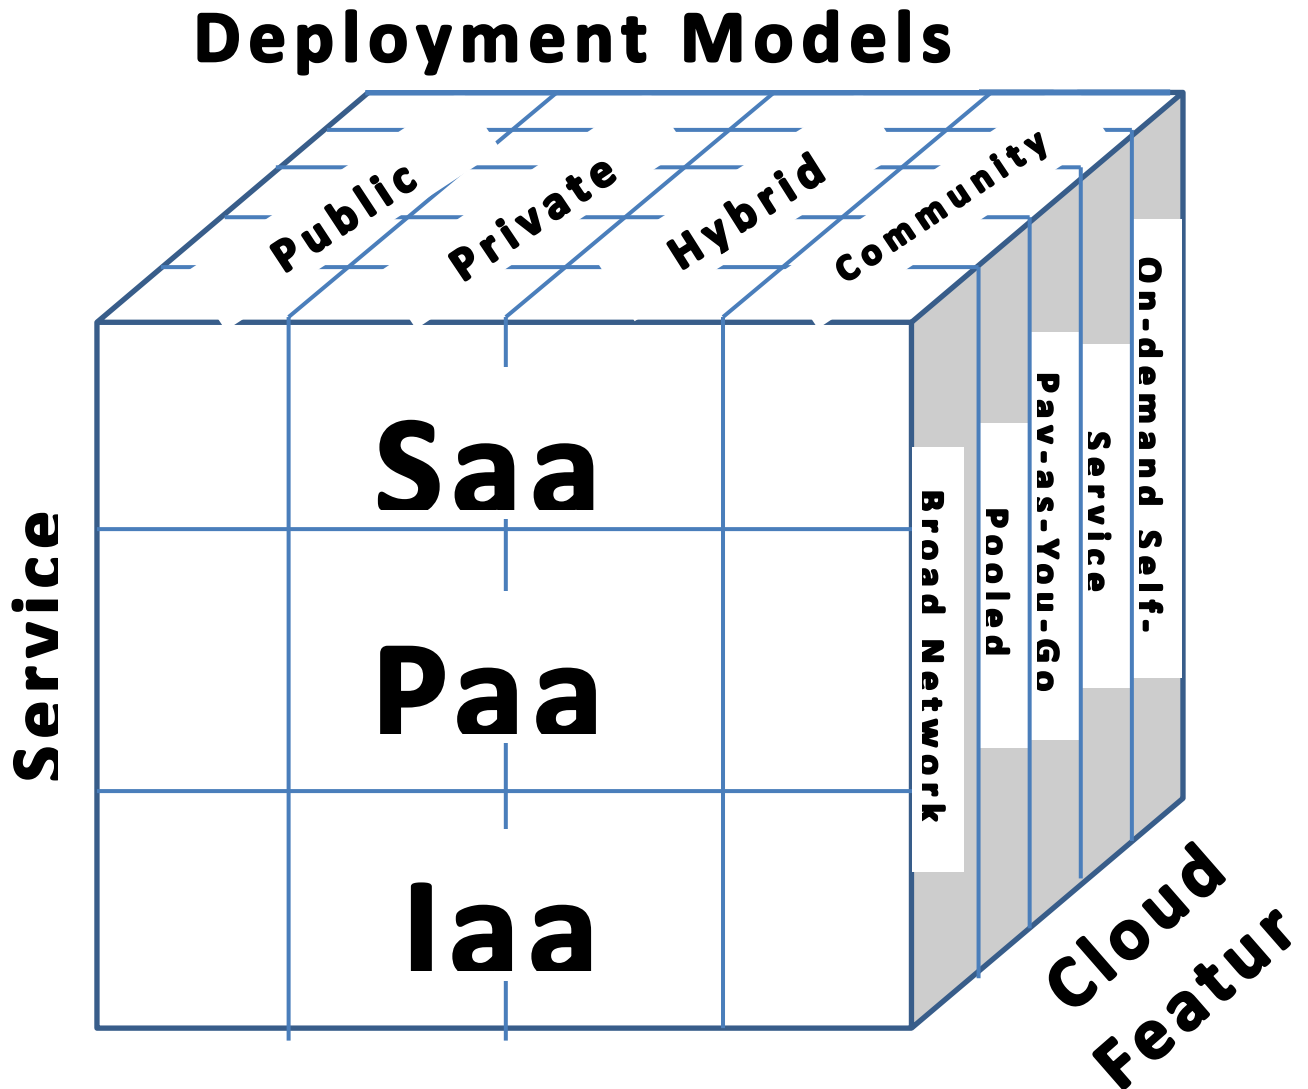 Deployment Models
Public
Private
Hybrid
Community
Service
Saa
Paa
Iaa
Broad Network
Pooled
Pay-as-You-Go
Service
On-demand Self-
Cloud
Featur